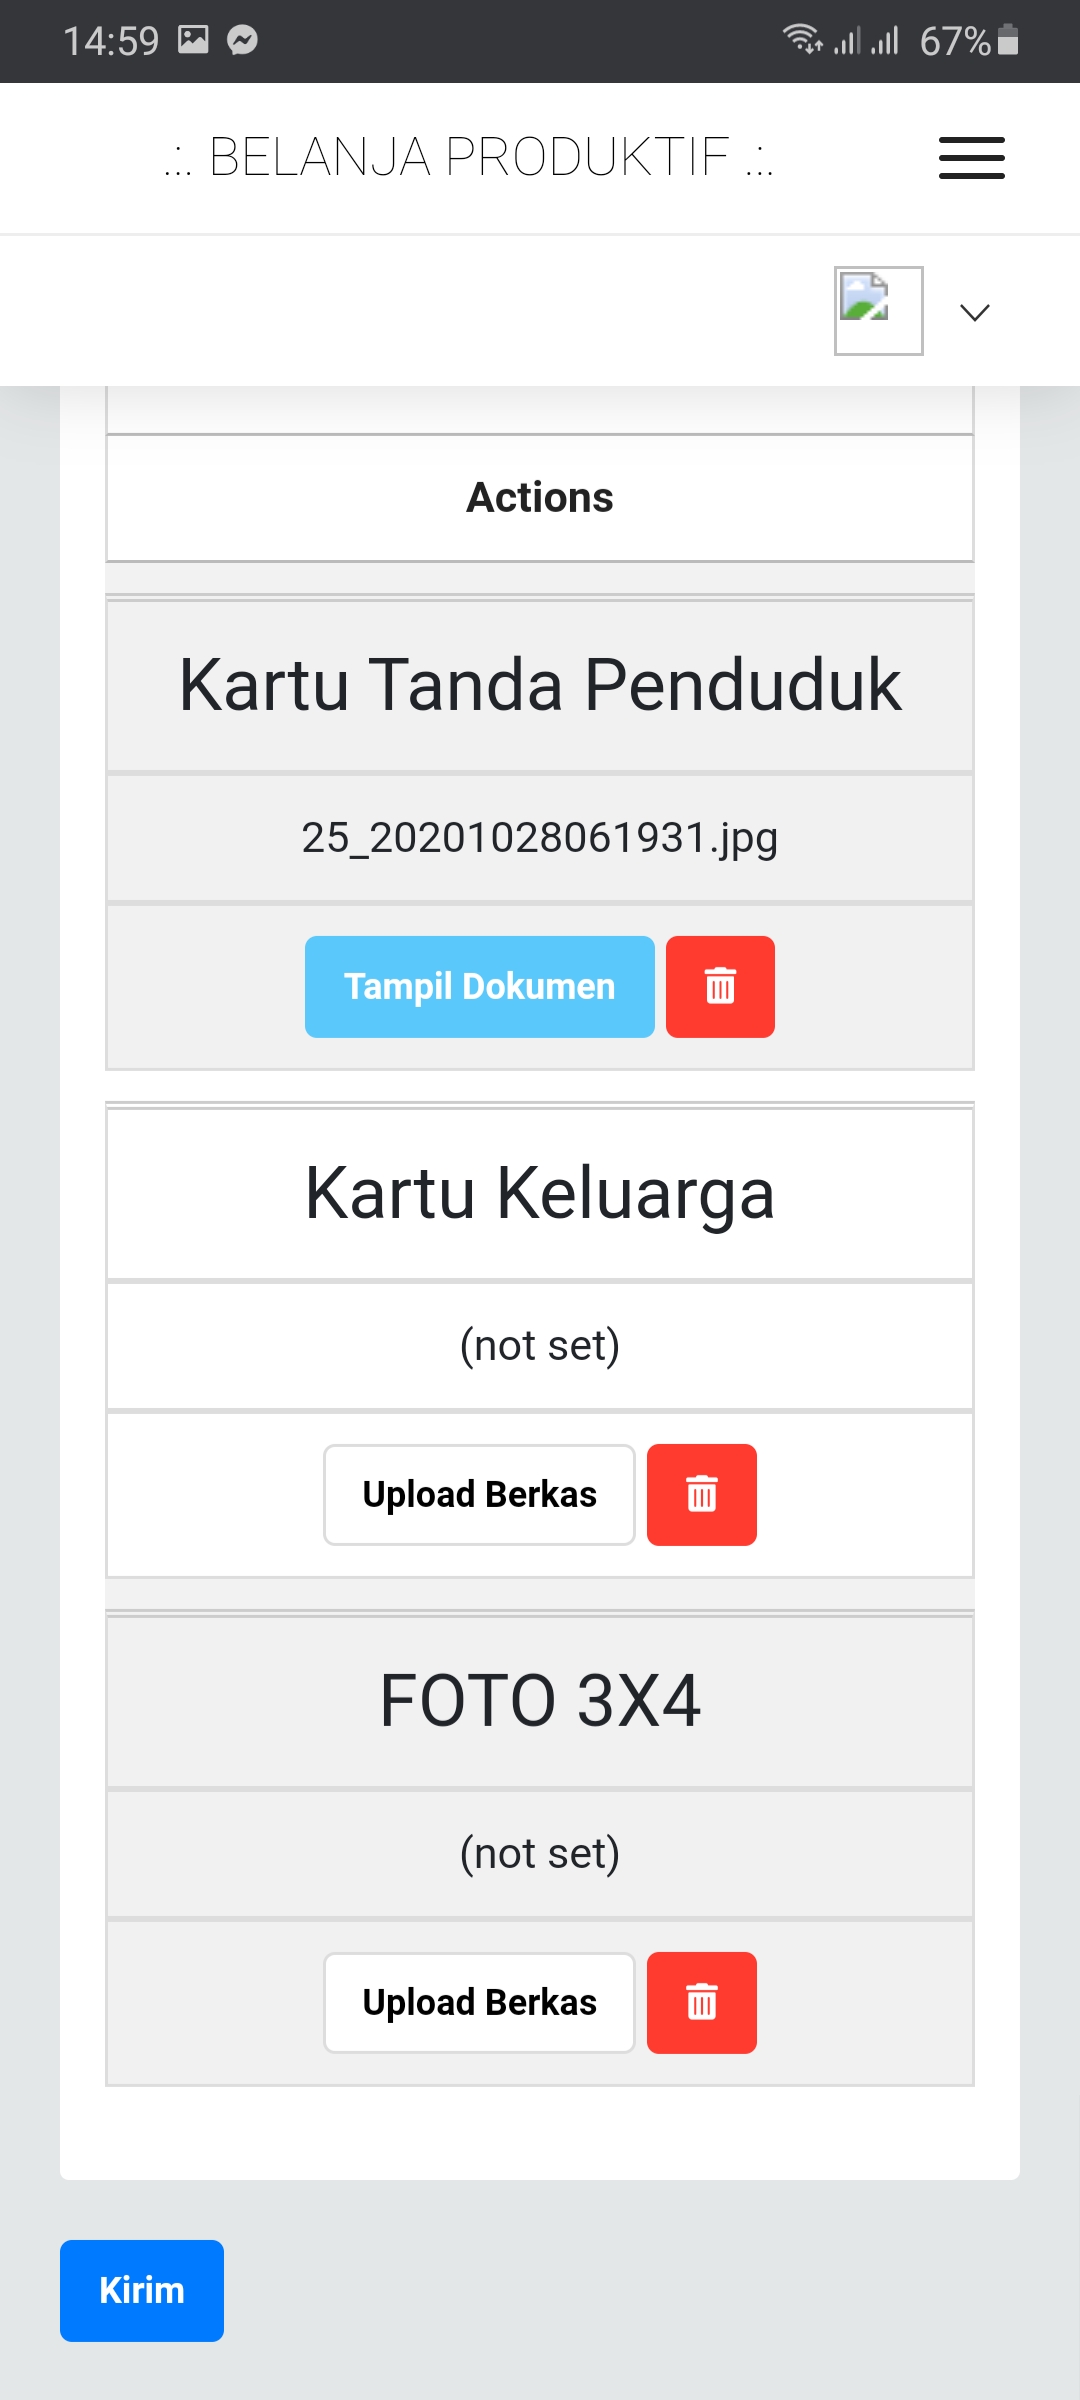 14:59
67%
.:. BELANJA PRODUKTIF .:.
Actions
Kartu Tanda Penduduk
25_20201028061931.jpg
Tampil Dokumen
Kartu Keluarga
(not set)
Upload Berkas
FOTO 3X4
(not set)
Upload Berkas
Kirim